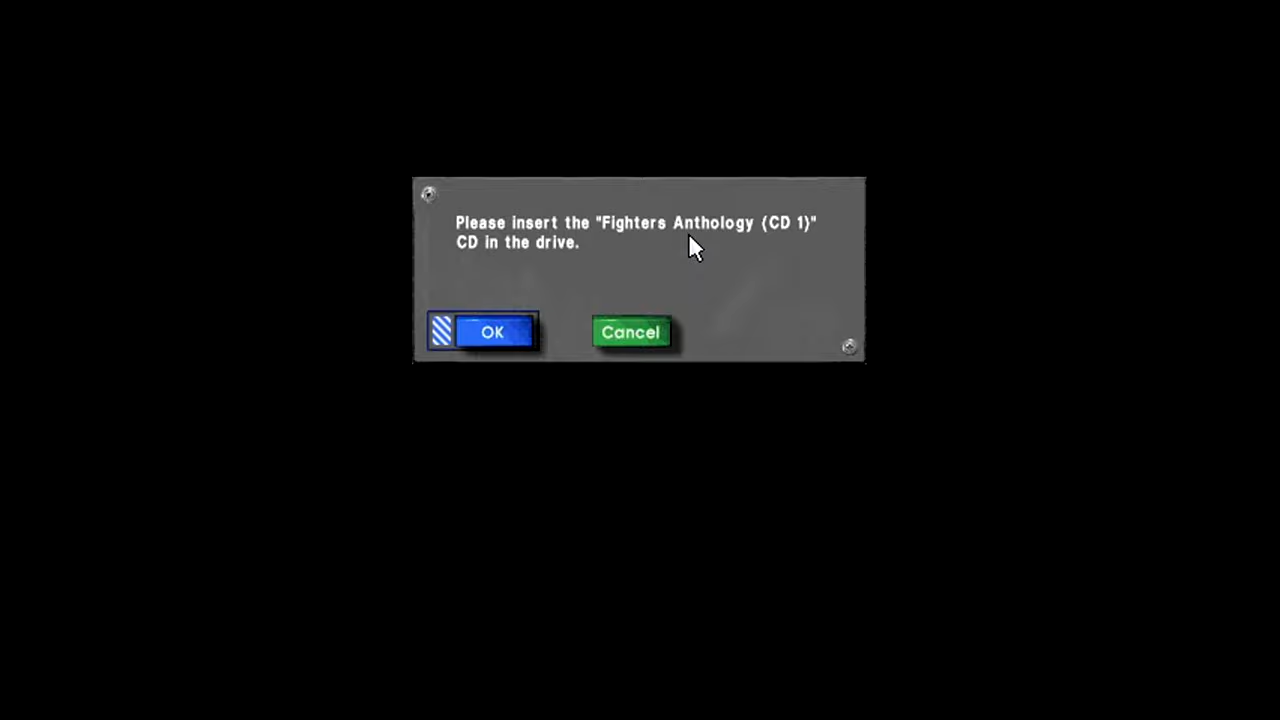 Please insert the "Fighters Anthology (CD 1)"
CD in the drive.
OK
Cancel